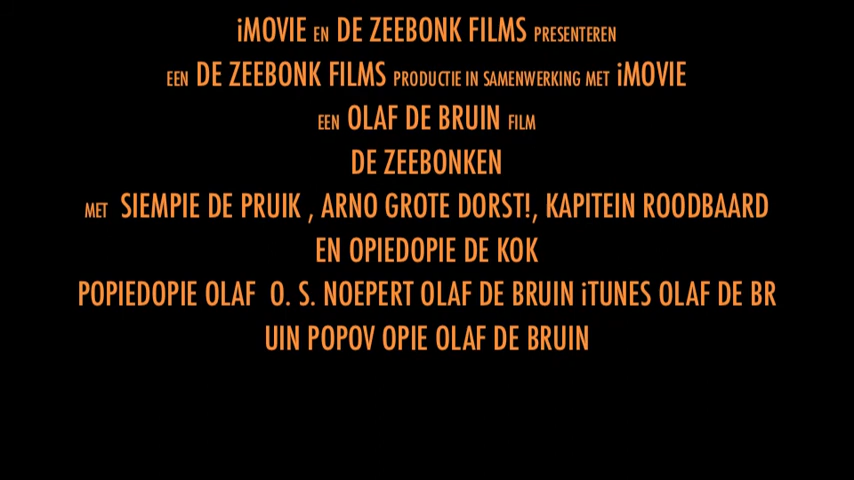 iMOVIE EN DE ZEEBONK FILMS PRESENTEREN
EEN DE ZEEBONK FILMS PRODUCTIE IN SAMENWERKING MET iMOVIE
EEN OLAF DE BRUIN FILM
DE ZEEBONKEN
MET SIEMPIE DE PRUIK , ARNO GROTE DORST!, KAPITEIN ROODBAARD
EN OPIEDOPIE DE KOK
POPIEDOPIE OLAF O. S. NOEPERT OLAF DE BRUIN iTUNES OLAF DE BR
UIN POPOV OPIE OLAF DE BRUIN